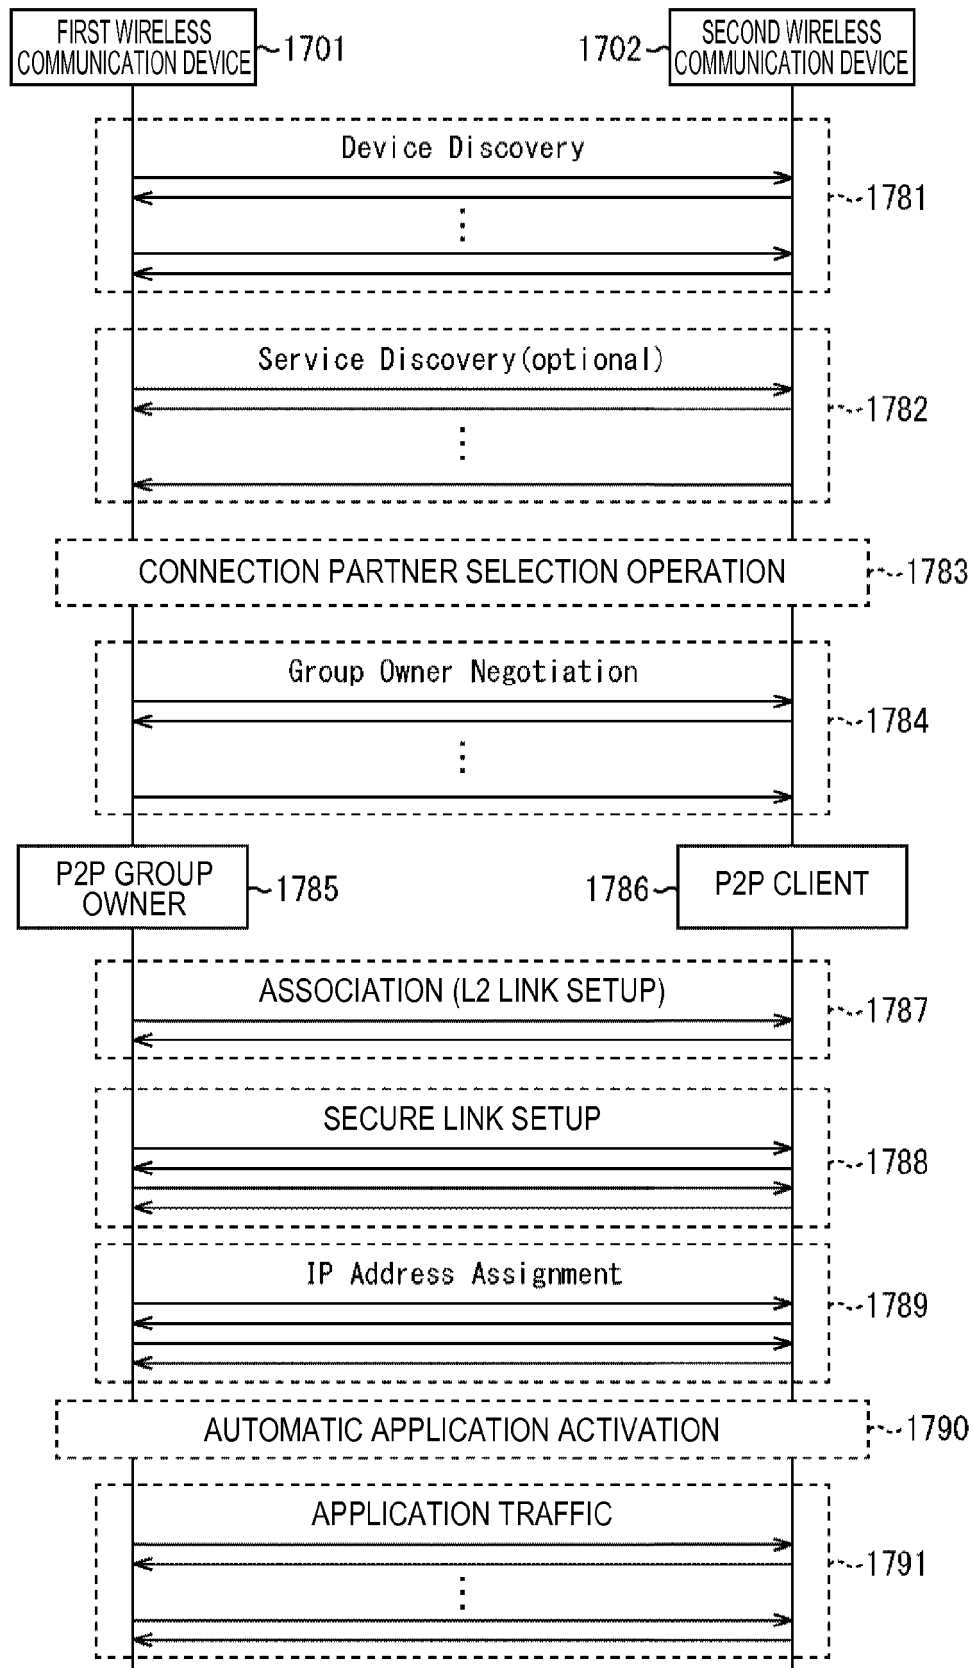 FIRST WIRELESS
COMMUNICATION DEVICE
1701
1702
SECOND WIRELESS
COMMUNICATION DEVICE
Device Discovery
1781
Service Discovery(optional)
1782
CONNECTION PARTNER SELECTION OPERATION
1783
Group Owner Negotiation
1784
P2P GROUP
OWNER
1785
1786
P2P CLIENT
ASSOCIATION (L2 LINK SETUP)
1787
SECURE LINK SETUP
1788
IP Address Assignment
1789
AUTOMATIC APPLICATION ACTIVATION
1790
APPLICATION TRAFFIC
1791